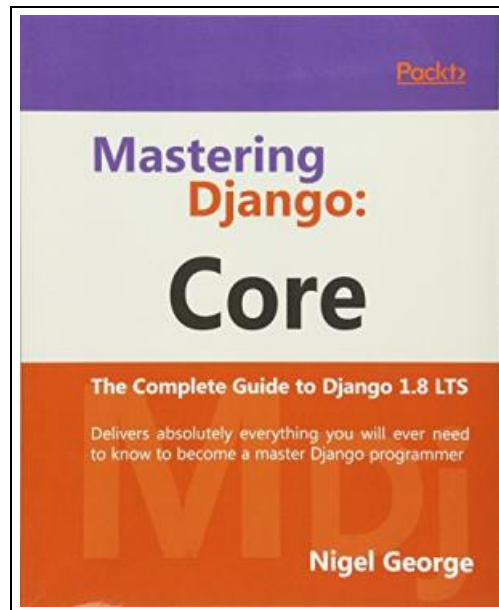 Packt>
Mastering
Django:
Core
The Complete Guide to Django 1.8 LTS
Delivers absolutely everything you will ever need
to know to become a master Django programmer
MDj
Nigel George